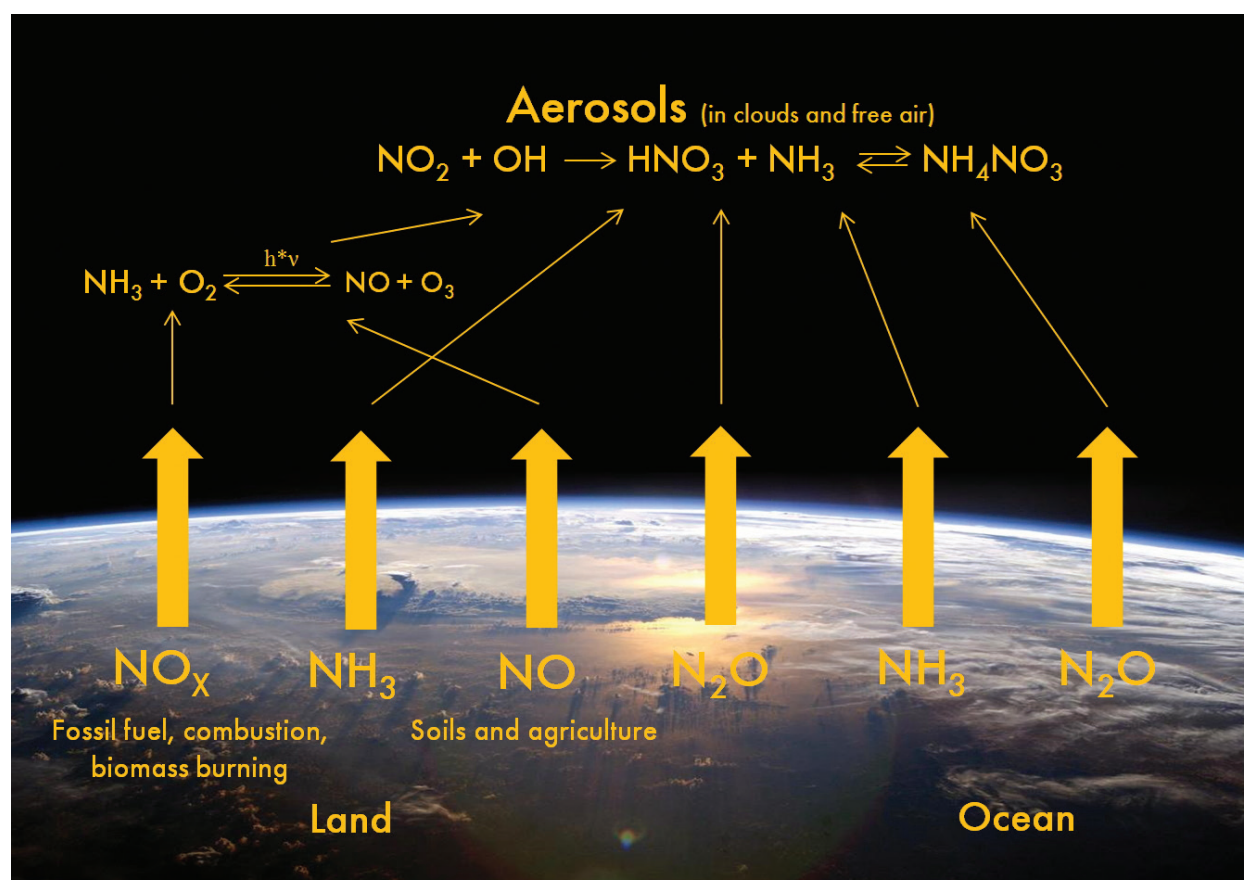 Aerosols (in clouds and free air)
NO₂ + OH → HNO₃ + NH₃ ⇌ NH₄NO₃
h*ν
NH₃ + O₂ ⇌ NO + O₃
NOₓ NH₃ NO N₂O NH₃ N₂O
Fossil fuel, combustion, Soils and agriculture
biomass burning
Land Ocean